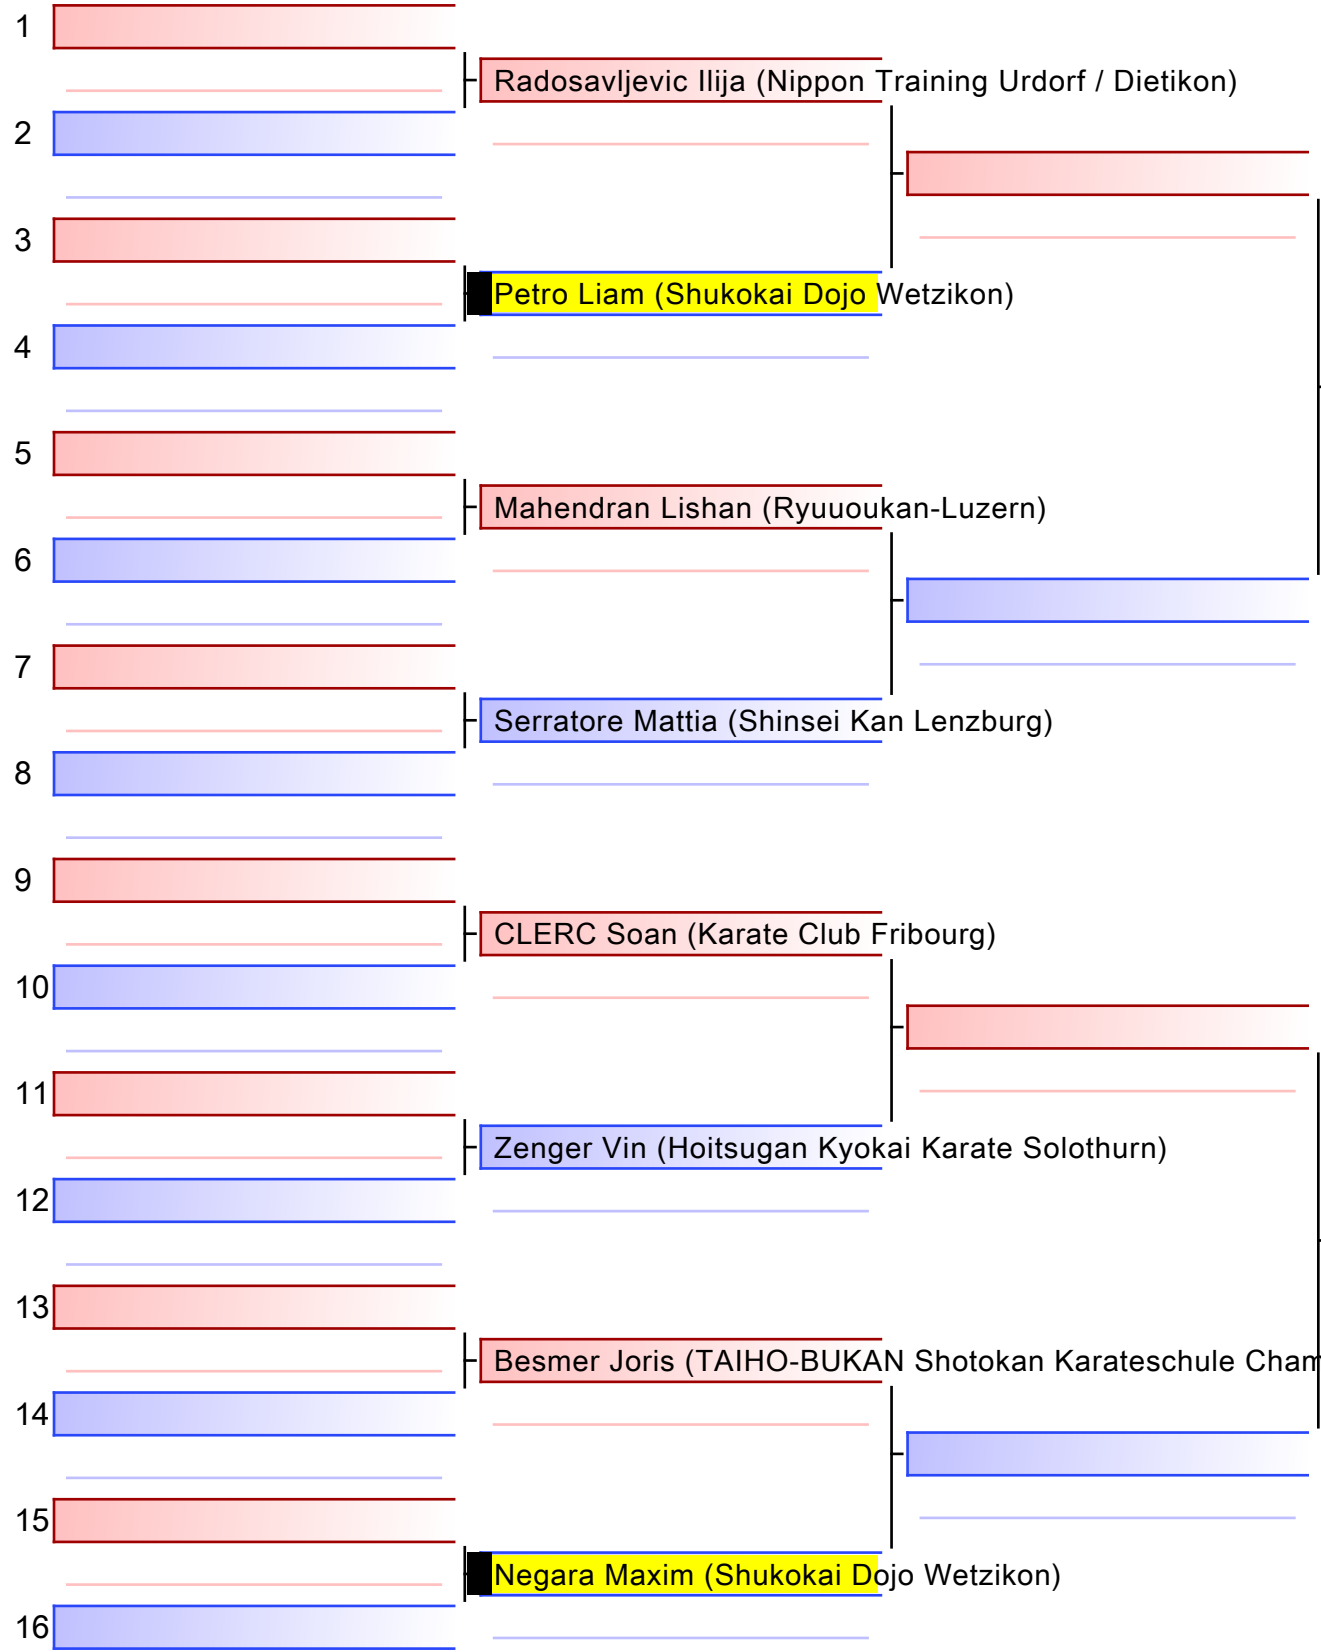 1
Radosavljevic Ilija (Nippon Training Urdorf / Dietikon)
2
3
Petro Liam (Shukokai Dojo Wetzikon)
4
5
Mahendran Lishan (Ryuuoukan-Luzern)
6
7
Serratore Mattia (Shinsei Kan Lenzburg)
8
9
CLERC Soan (Karate Club Fribourg)
10
11
Zenger Vin (Hoitsugan Kyokai Karate Solothurn)
12
13
Besmer Joris (TAIHO-BUKAN Shotokan Karateschule Cham
14
15
Negara Maxim (Shukokai Dojo Wetzikon)
16